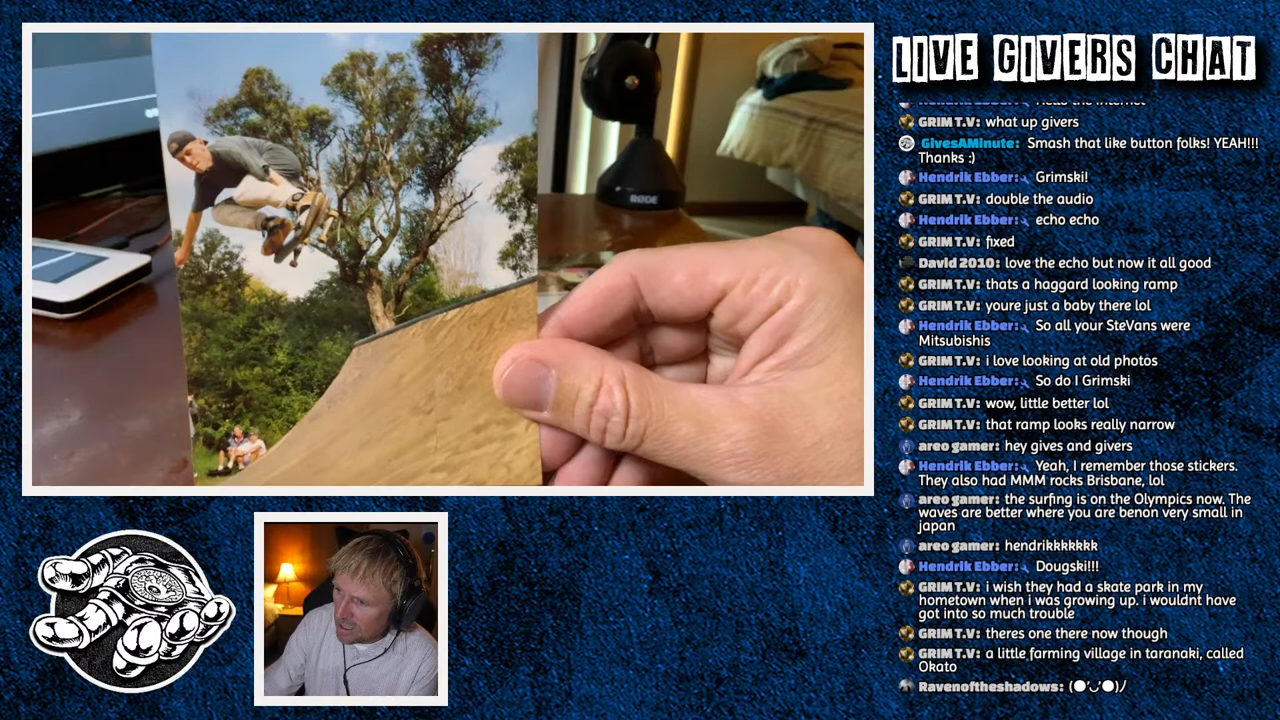 LIVE GIVERS CHAT
Hendrik Ebber: Hello the internet
GRIM T.V: what up givers
GivesAMinute: Smash that like button folks! YEAH!!!
Thanks :)
Hendrik Ebber: Grimski!
GRIM T.V: double the audio
Hendrik Ebber: echo echo
GRIM T.V: fixed
David 2010: love the echo but now it all good
GRIM T.V: thats a haggard looking ramp
GRIM T.V: youre just a baby there lol
Hendrik Ebber: So all your SteVans were
Mitsubishis
GRIM T.V: i love looking at old photos
Hendrik Ebber: So do I Grimski
GRIM T.V: wow, little better lol
GRIM T.V: that ramp looks really narrow
areo gamer: hey gives and givers
Hendrik Ebber: Yeah, I remember those stickers.
They also had MMM rocks Brisbane, lol
areo gamer: the surfing is on the Olympics now. The
waves are better where you are benon very small in
japan
areo gamer: hendrikkkkkkk
Hendrik Ebber: Dougski!!!
GRIM T.V: i wish they had a skate park in my
hometown when i was growing up. i wouldnt have
got into so much trouble
GRIM T.V: theres one there now though
GRIM T.V: a little farming village in taranaki, called
Okato
Ravenoftheshadows: (●'◡'●)ﾉ
RØDE